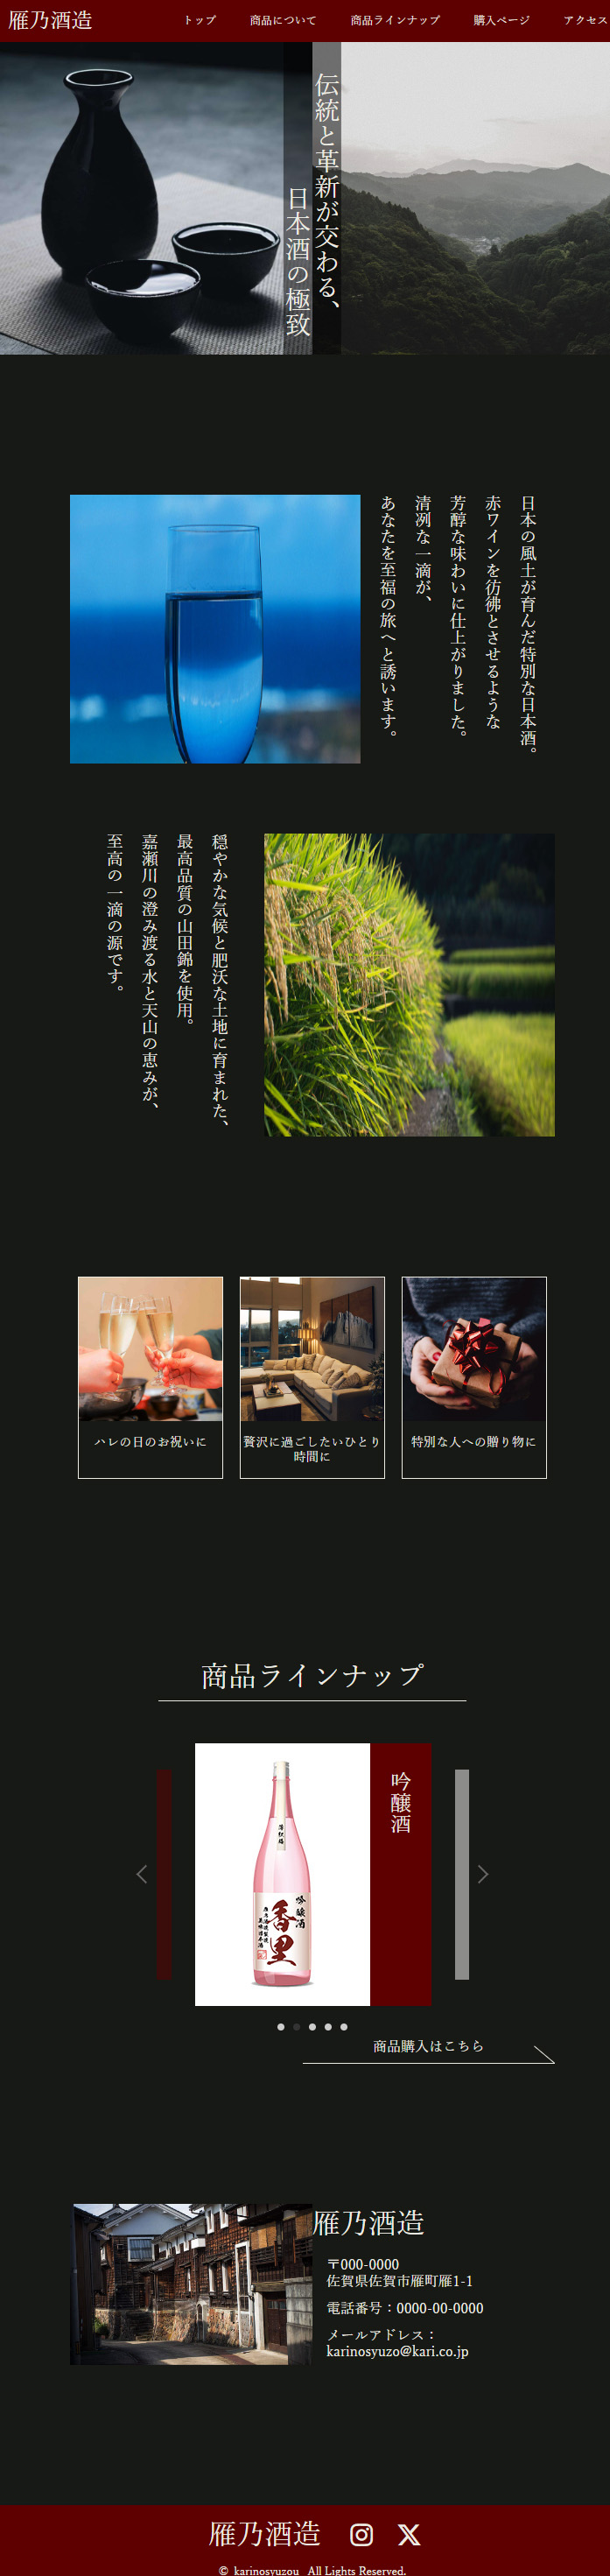 雁乃酒造
トップ
商品について
商品ラインナップ
購入ページ
アクセス
伝統と革新が交わる、
日本酒の極致
日本の風土が育んだ特別な日本酒。
赤ワインを彷彿とさせるような
芳醇な味わいに仕上がりました。
清冽な一滴が、
あなたを至福の旅へと誘います。
穏やかな気候と肥沃な土地に育まれた、
最高品質の山田錦を使用。
嘉瀬川の澄み渡る水と天山の恵みが、
至高の一滴の源です。
ハレの日のお祝いに
贅沢に過ごしたいひとり
時間に
特別な人への贈り物に
商品ラインナップ
吟醸酒
吟醸酒
香里
商品購入はこちら
雁乃酒造
〒000-0000
佐賀県佐賀市雁町雁1-1
電話番号：0000-00-0000
メールアドレス：
karinosyuzo@kari.co.jp
雁乃酒造
© karinosyuzou All Lights Reserved.